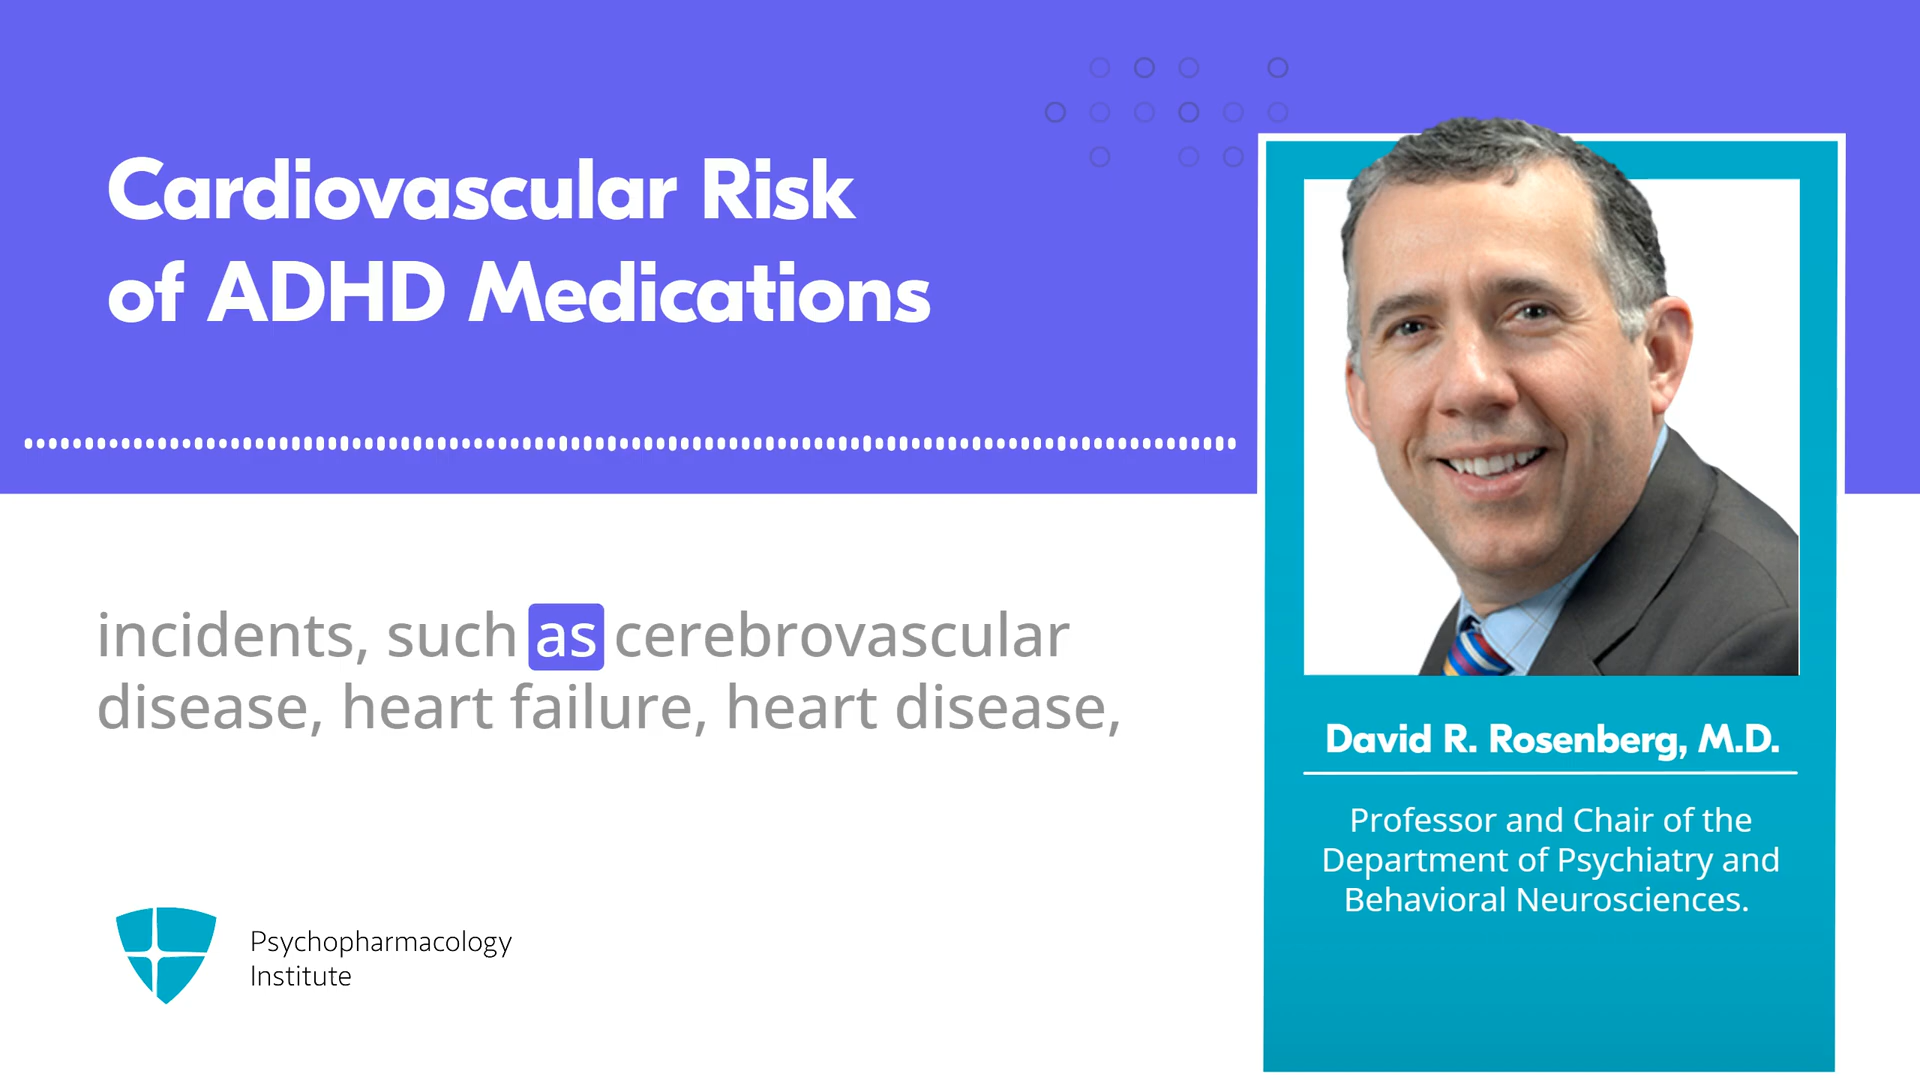 Cardiovascular Risk
of ADHD Medications
incidents, such as cerebrovascular
disease, heart failure, heart disease,
Psychopharmacology
Institute
David R. Rosenberg, M.D.
Professor and Chair of the
Department of Psychiatry and
Behavioral Neurosciences.